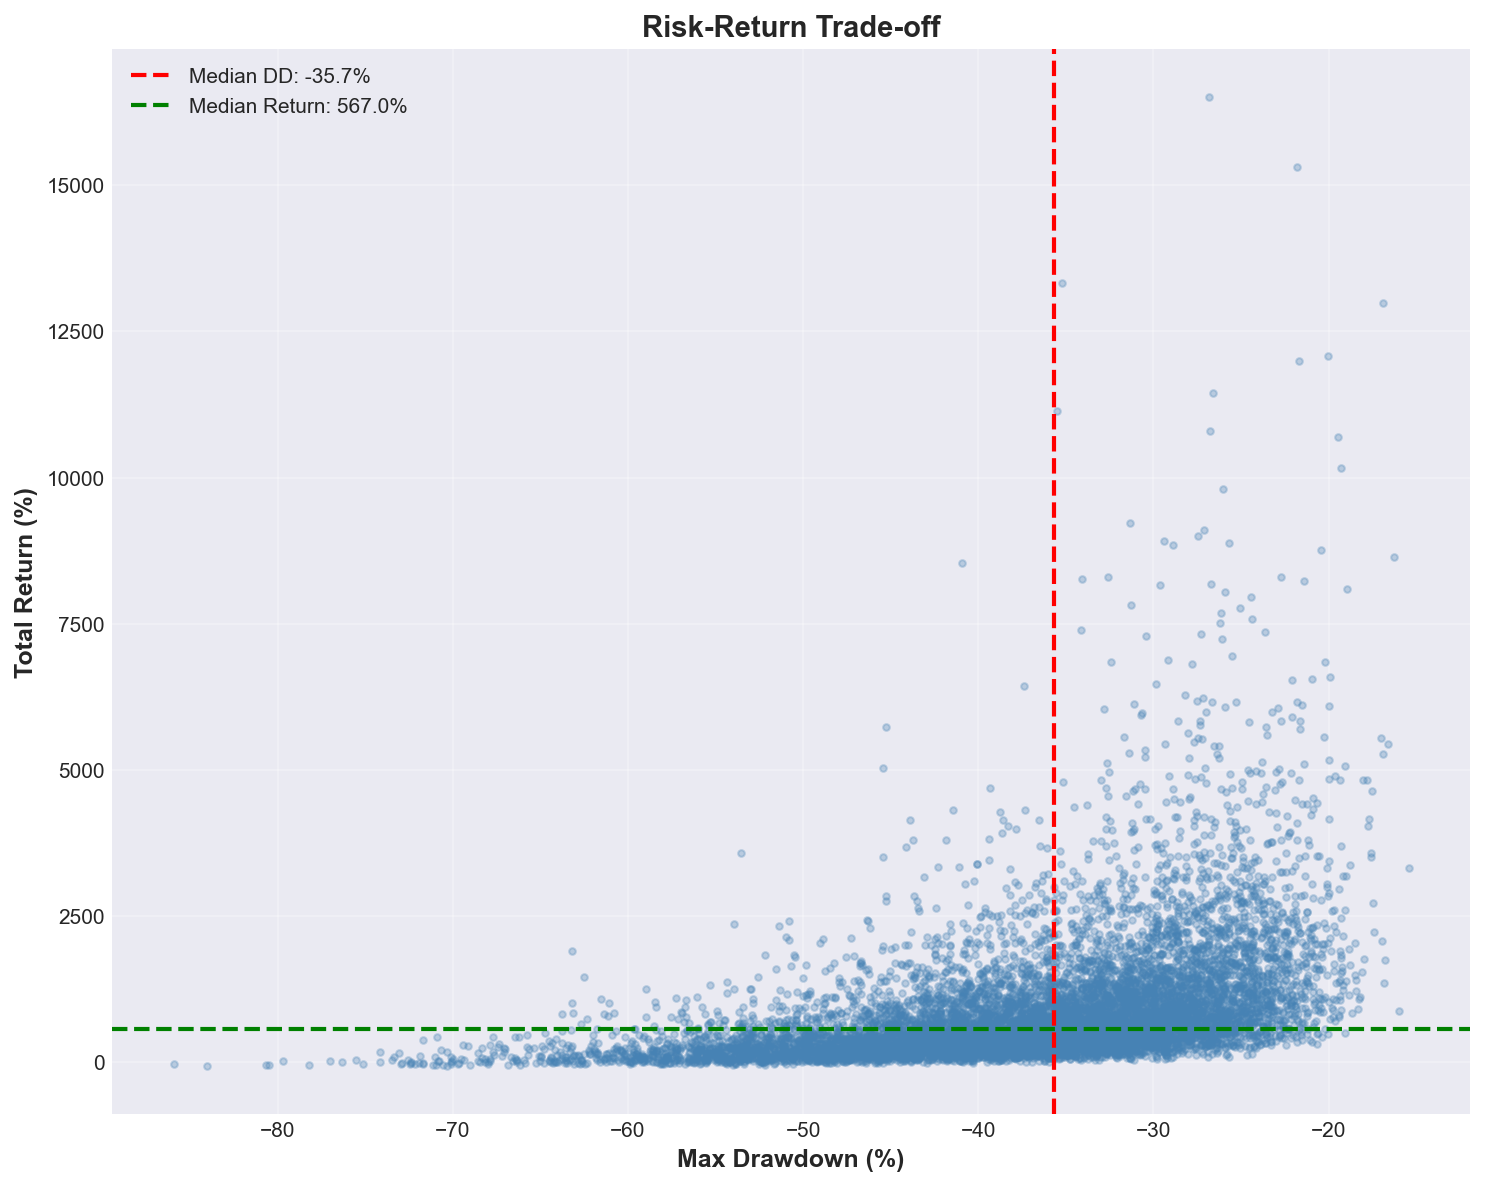 Risk-Return Trade-off
Median DD: -35.7%
Median Return: 567.0%
15000
12500
10000
7500
5000
2500
0
Total Return (%)
−80 −70 −60 −50 −40 −30 −20
Max Drawdown (%)